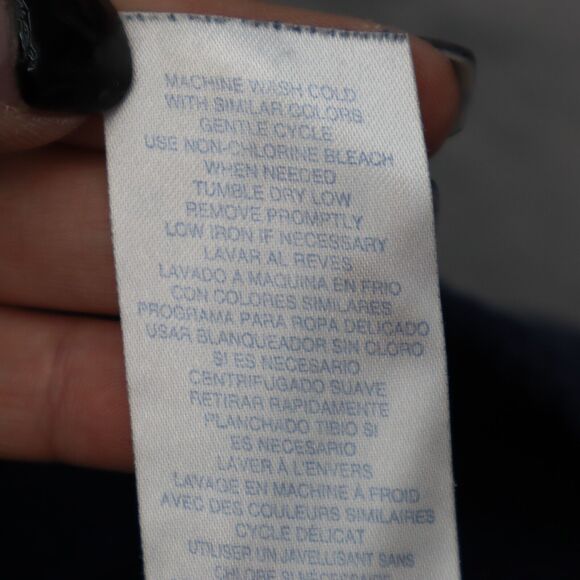 MACHINE WASH COLD
WITH SIMILAR COLORS
GENTLE CYCLE
USE NON-CHLORINE BLEACH
WHEN NEEDED
TUMBLE DRY LOW
REMOVE PROMPTLY
LOW IRON IF NECESSARY
LAVAR AL REVES
LAVADO A MAQUINA EN FRIO
CON COLORES SIMILARES
PROGRAMA PARA ROPA DELICADO
USAR BLANQUEADOR SIN CLORO
SI ES NECESARIO
CENTRIFUGADO SUAVE
RETIRAR RAPIDAMENTE
PLANCHADO TIBIO SI
ES NECESARIO
LAVER À L'ENVERS
LAVAGE EN MACHINE À FROID
AVEC DES COULEURS SIMILAIRES
CYCLE DÉLICAT
UTILISER UN JAVELLISANT SANS
CHLORE SI NÉCESSAIRE